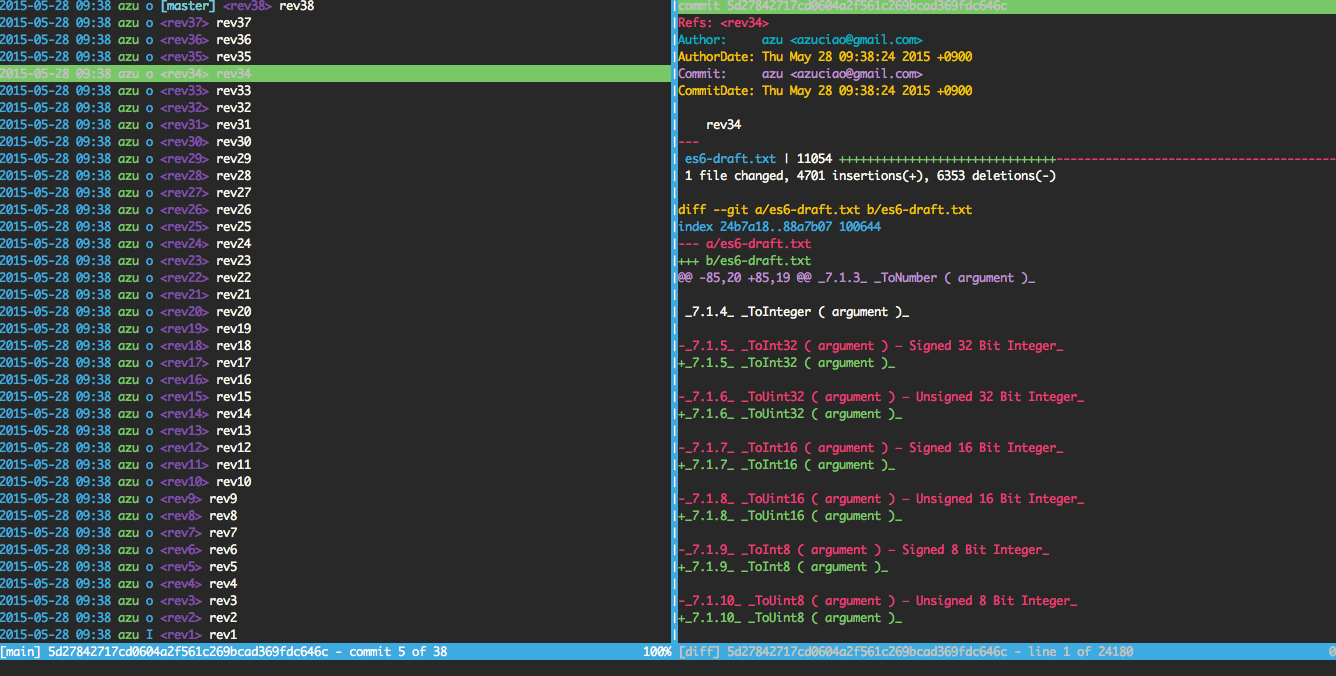 2015-05-28 09:38 azu o [master] <rev38> rev38
2015-05-28 09:38 azu o <rev37> rev37
2015-05-28 09:38 azu o <rev36> rev36
2015-05-28 09:38 azu o <rev35> rev35
2015-05-28 09:38 azu o <rev34> rev34
2015-05-28 09:38 azu o <rev33> rev33
2015-05-28 09:38 azu o <rev32> rev32
2015-05-28 09:38 azu o <rev31> rev31
2015-05-28 09:38 azu o <rev30> rev30
2015-05-28 09:38 azu o <rev29> rev29
2015-05-28 09:38 azu o <rev28> rev28
2015-05-28 09:38 azu o <rev27> rev27
2015-05-28 09:38 azu o <rev26> rev26
2015-05-28 09:38 azu o <rev25> rev25
2015-05-28 09:38 azu o <rev24> rev24
2015-05-28 09:38 azu o <rev23> rev23
2015-05-28 09:38 azu o <rev22> rev22
2015-05-28 09:38 azu o <rev21> rev21
2015-05-28 09:38 azu o <rev20> rev20
2015-05-28 09:38 azu o <rev19> rev19
2015-05-28 09:38 azu o <rev18> rev18
2015-05-28 09:38 azu o <rev17> rev17
2015-05-28 09:38 azu o <rev16> rev16
2015-05-28 09:38 azu o <rev15> rev15
2015-05-28 09:38 azu o <rev14> rev14
2015-05-28 09:38 azu o <rev13> rev13
2015-05-28 09:38 azu o <rev12> rev12
2015-05-28 09:38 azu o <rev11> rev11
2015-05-28 09:38 azu o <rev10> rev10
2015-05-28 09:38 azu o <rev9> rev9
2015-05-28 09:38 azu o <rev8> rev8
2015-05-28 09:38 azu o <rev7> rev7
2015-05-28 09:38 azu o <rev6> rev6
2015-05-28 09:38 azu o <rev5> rev5
2015-05-28 09:38 azu o <rev4> rev4
2015-05-28 09:38 azu o <rev3> rev3
2015-05-28 09:38 azu o <rev2> rev2
2015-05-28 09:38 azu I <rev1> rev1
[main] 5d27842717cd0604a2f561c269bcad369fdc646c - commit 5 of 38 100%
commit 5d27842717cd0604a2f561c269bcad369fdc646c
Refs: <rev34>
Author: azu <azuciao@gmail.com>
AuthorDate: Thu May 28 09:38:24 2015 +0900
Commit: azu <azuciao@gmail.com>
CommitDate: Thu May 28 09:38:24 2015 +0900
rev34
---
es6-draft.txt | 11054 +++++++++++++++++++++++++++++++----------------------------------------
1 file changed, 4701 insertions(+), 6353 deletions(-)
diff --git a/es6-draft.txt b/es6-draft.txt
index 24b7a18..88a7b07 100644
--- a/es6-draft.txt
+++ b/es6-draft.txt
@@ -85,20 +85,19 @@ _7.1.3_ _ToNumber ( argument )_
_7.1.4_ _ToInteger ( argument )_
-_7.1.5_ _ToInt32 ( argument ) — Signed 32 Bit Integer_
+_7.1.5_ _ToInt32 ( argument )_
-_7.1.6_ _ToUint32 ( argument ) — Unsigned 32 Bit Integer_
+_7.1.6_ _ToUint32 ( argument )_
-_7.1.7_ _ToInt16 ( argument ) — Signed 16 Bit Integer_
+_7.1.7_ _ToInt16 ( argument )_
-_7.1.8_ _ToUint16 ( argument ) — Unsigned 16 Bit Integer_
+_7.1.8_ _ToUint16 ( argument )_
-_7.1.9_ _ToInt8 ( argument ) — Signed 8 Bit Integer_
+_7.1.9_ _ToInt8 ( argument )_
-_7.1.10_ _ToUint8 ( argument ) — Unsigned 8 Bit Integer_
+_7.1.10_ _ToUint8 ( argument )_
[diff] 5d27842717cd0604a2f561c269bcad369fdc646c - line 1 of 24180 0